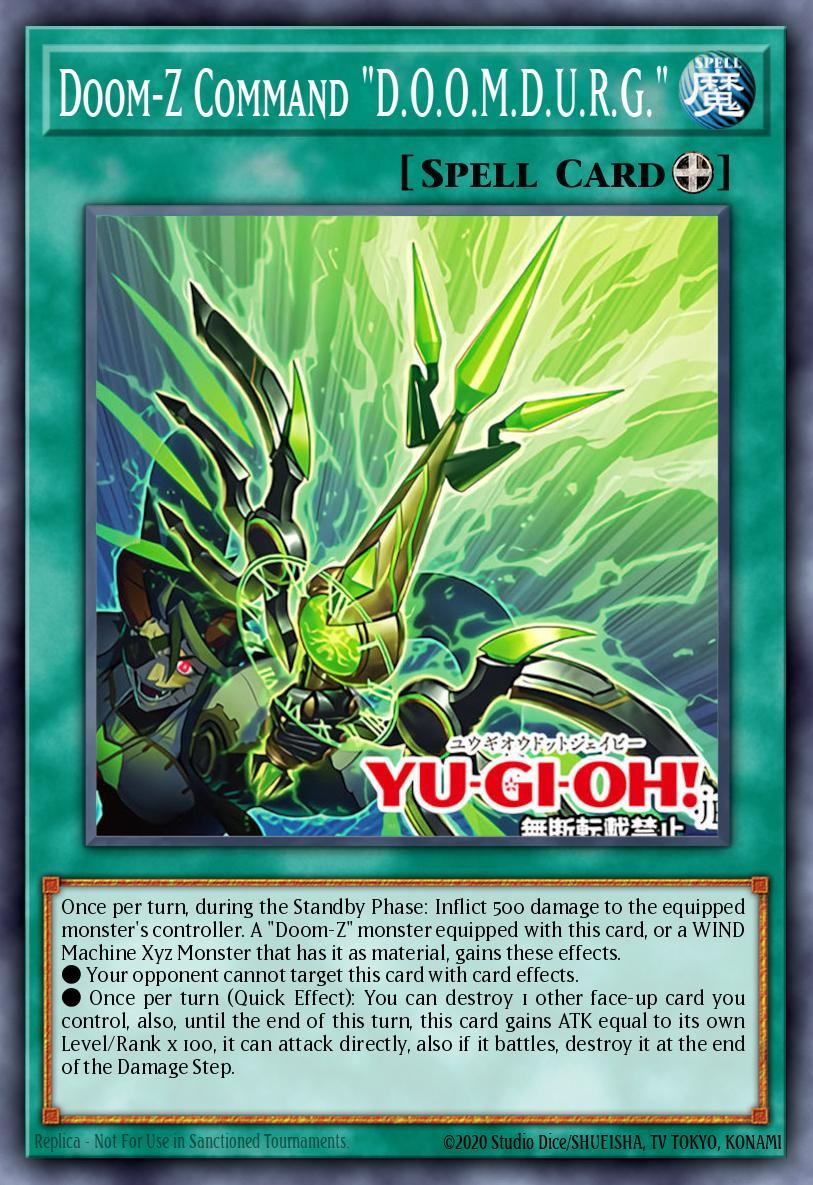 Doom-Z Command "D.O.O.M.D.U.R.G."
SPELL
魔
[Spell Card]
ユウギオウドットジェイピー
YU-GI-OH!
無断転載禁止
Once per turn, during the Standby Phase: Inflict 500 damage to the equipped
monster's controller. A "Doom-Z" monster equipped with this card, or a WIND
Machine Xyz Monster that has it as material, gains these effects.
● Your opponent cannot target this card with card effects.
● Once per turn (Quick Effect): You can destroy 1 other face-up card you
control, also, until the end of this turn, this card gains ATK equal to its own
Level/Rank x 100, it can attack directly, also if it battles, destroy it at the end
of the Damage Step.
Replica - Not For Use in Sanctioned Tournaments.
©2020 Studio Dice/SHUEISHA, TV TOKYO, KONAMI